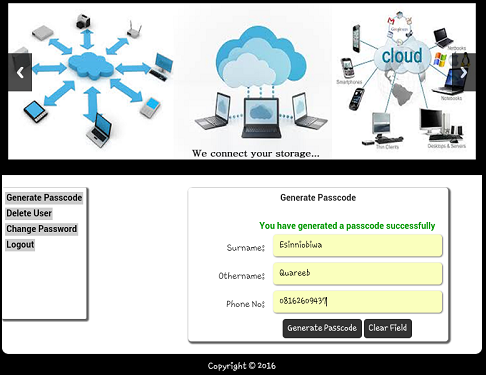 cloud
Smartphones
Netbooks
Notebooks
Thin Clients
Desktops & Servers
We connect your storage...
Generate Passcode
Delete User
Change Password
Logout
Generate Passcode
You have generated a passcode successfully
Surname:
Esinniobiwa
Othername:
Quareeb
Phone No:
08162609437
Generate Passcode
Clear Field
Copyright © 2016